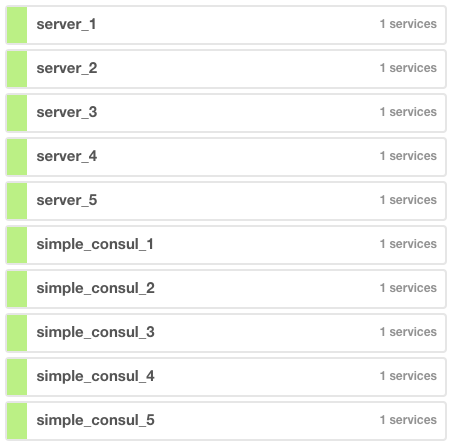 server_1 1 services
server_2 1 services
server_3 1 services
server_4 1 services
server_5 1 services
simple_consul_1 1 services
simple_consul_2 1 services
simple_consul_3 1 services
simple_consul_4 1 services
simple_consul_5 1 services